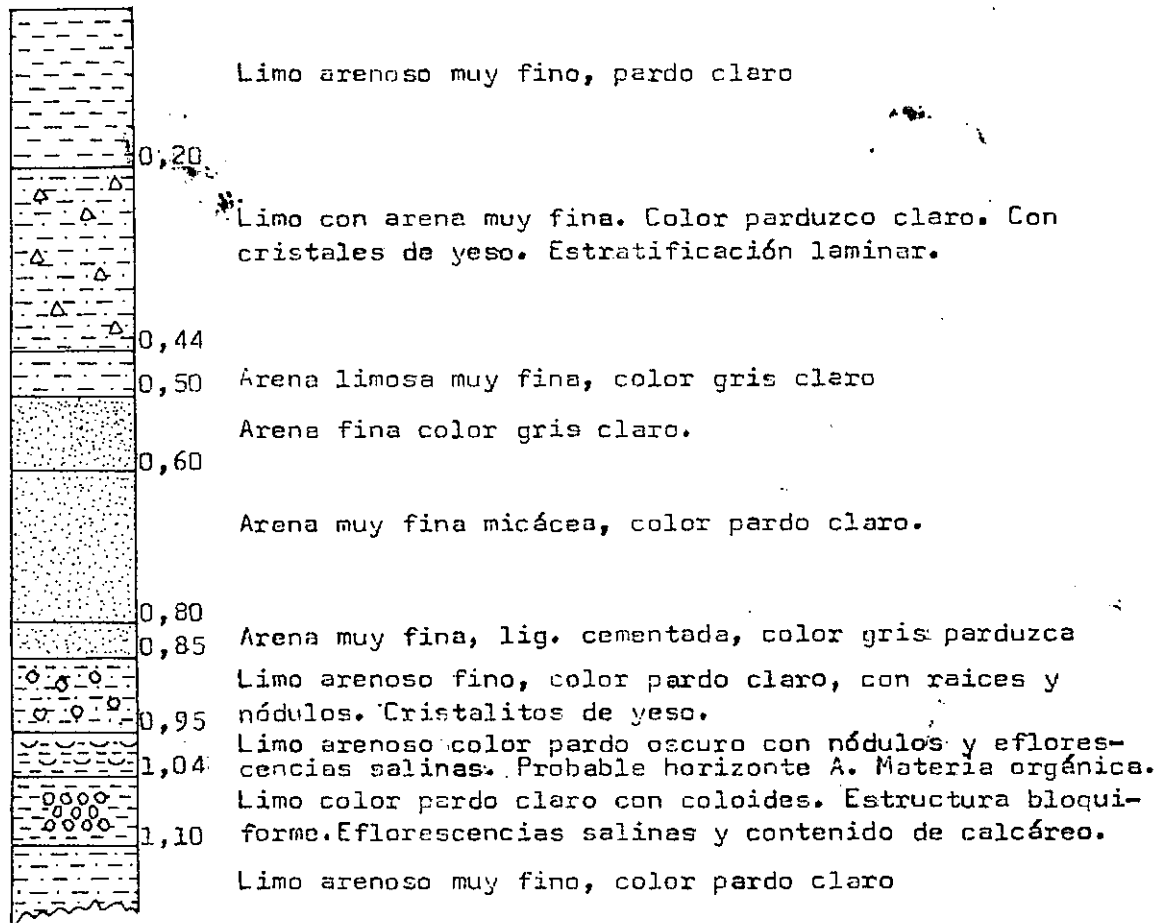 Limo arenoso muy fino, pardo claro
0,20
Limo con arena muy fina. Color parduzco claro. Con
cristales de yeso. Estratificación laminar.
0,44
0,50 Arena limosa muy fina, color gris claro
Arena fina color gris claro.
0,60
Arena muy fina micácea, color pardo claro.
0,80
0,85 Arena muy fina, lig. cementada, color gris parduzca
Limo arenoso fino, color pardo claro, con raices y
0,95 nódulos. Cristalitos de yeso.
Limo arenoso color pardo oscuro con nódulos y eflores-
1,04 cencias salinas. Probable horizonte A. Materia orgánica.
Limo color pardo claro con coloides. Estructura bloqui-
1,10 forme. Eflorescencias salinas y contenido de calcáreo.
Limo arenoso muy fino, color pardo claro